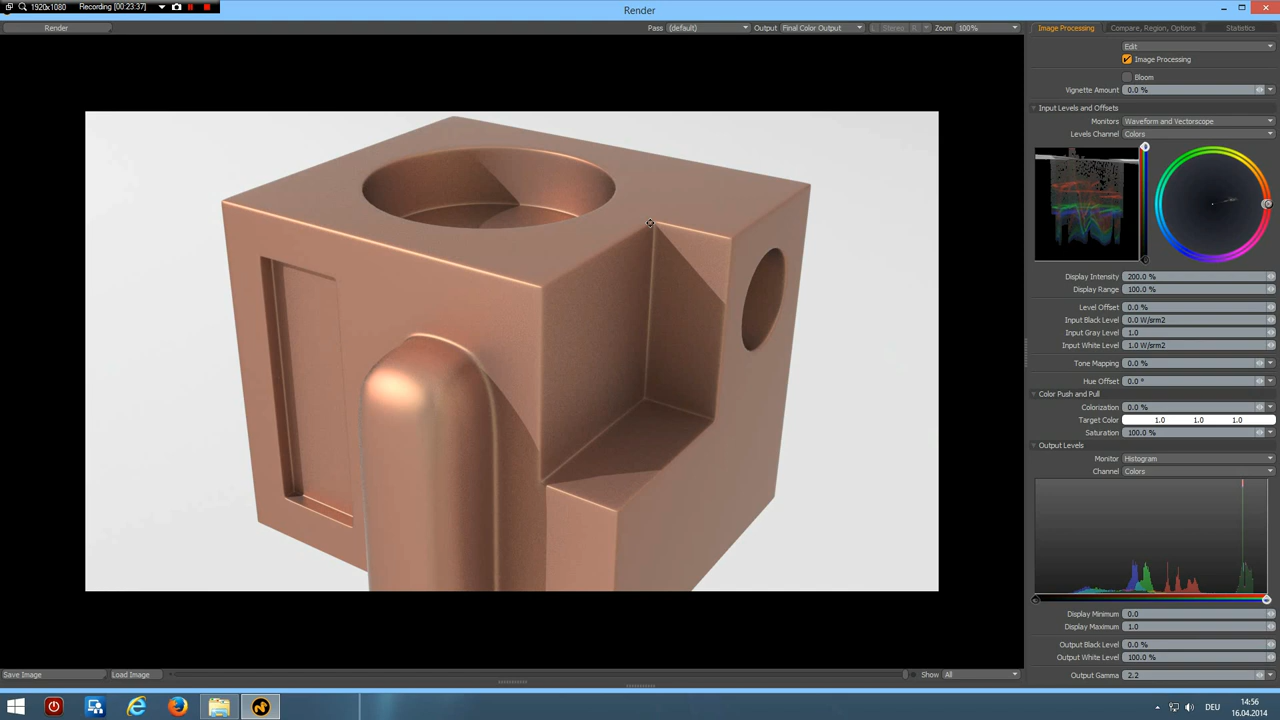 1920x1080 Recording [00:23:37]
Render
Render
Pass (default) Output Final Color Output Stereo R Zoom 100%
Image Processing Compare, Region, Options Statistics
Edit
Image Processing
Bloom
Vignette Amount 0.0 %
Input Levels and Offsets
Monitors Waveform and Vectorscope
Levels Channel Colors
Display Intensity 200.0 %
Display Range 100.0 %
Level Offset 0.0 %
Input Black Level 0.0 W/srm2
Input Gray Level 1.0
Input White Level 1.0 W/srm2
Tone Mapping 0.0 %
Hue Offset 0.0 °
Color Push and Pull
Colorization 0.0 %
Target Color 1.0 1.0 1.0
Saturation 100.0 %
Output Levels
Monitor Histogram
Channel Colors
Display Minimum 0.0
Display Maximum 1.0
Output Black Level 0.0 %
Output White Level 100.0 %
Save Image Load Image Show All Output Gamma 2.2
DEU 14:56
16.04.2014